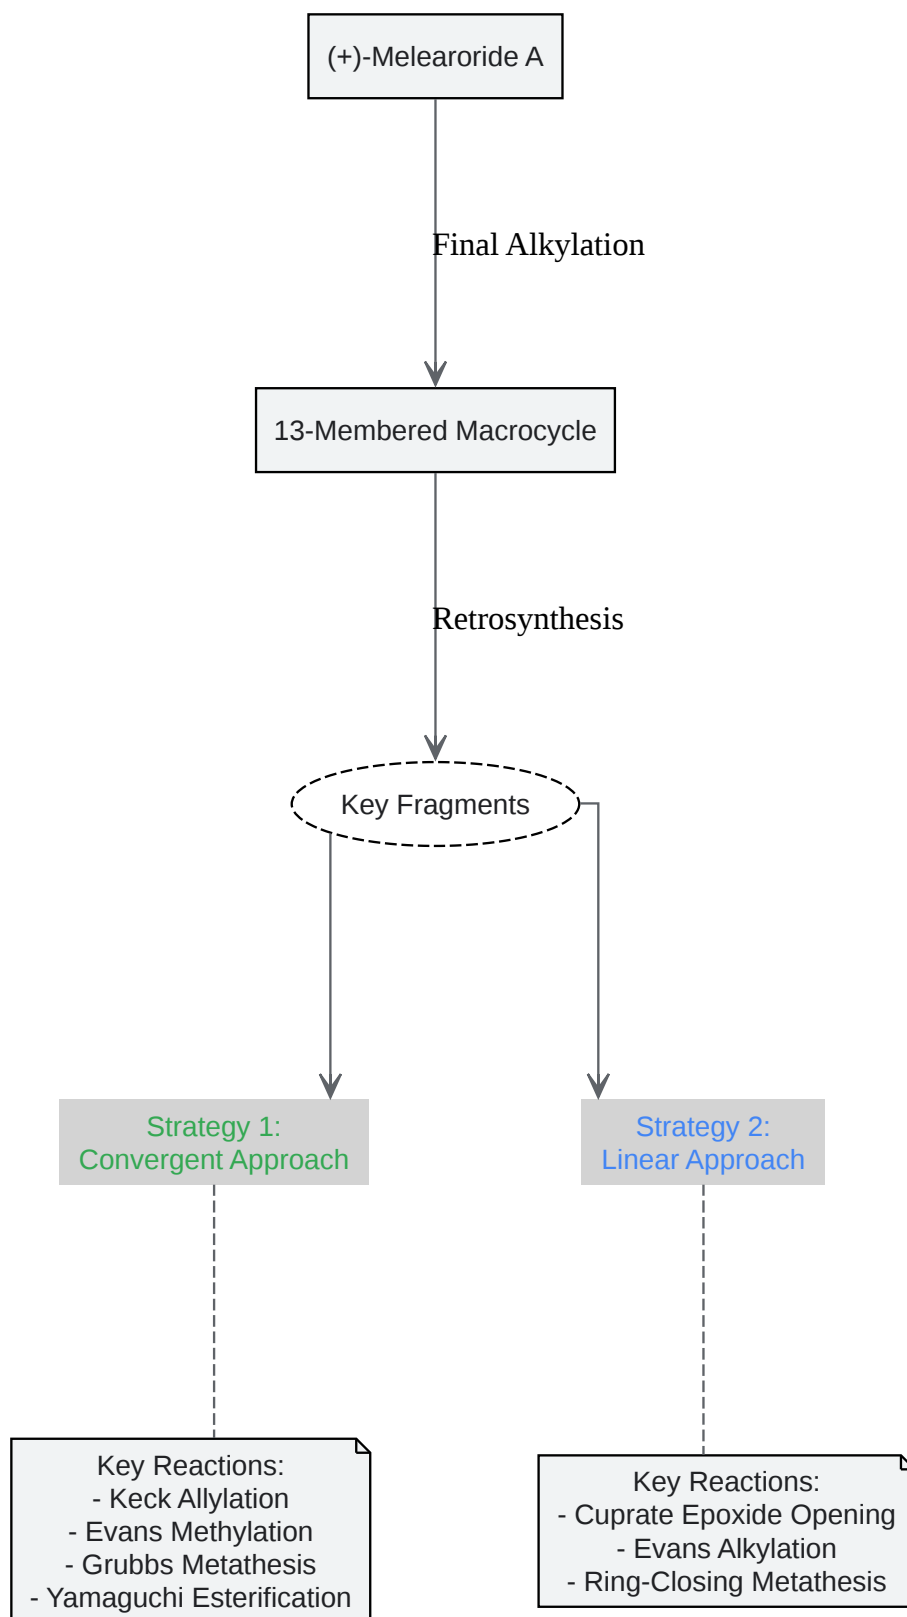 (+)-Melearoride A
Final Alkylation
13-Membered Macrocycle
Retrosynthesis
Key Fragments
Strategy 1:
Convergent Approach
Strategy 2:
Linear Approach
Key Reactions:
- Keck Allylation
- Evans Methylation
- Grubbs Metathesis
- Yamaguchi Esterification
Key Reactions:
- Cuprate Epoxide Opening
- Evans Alkylation
- Ring-Closing Metathesis